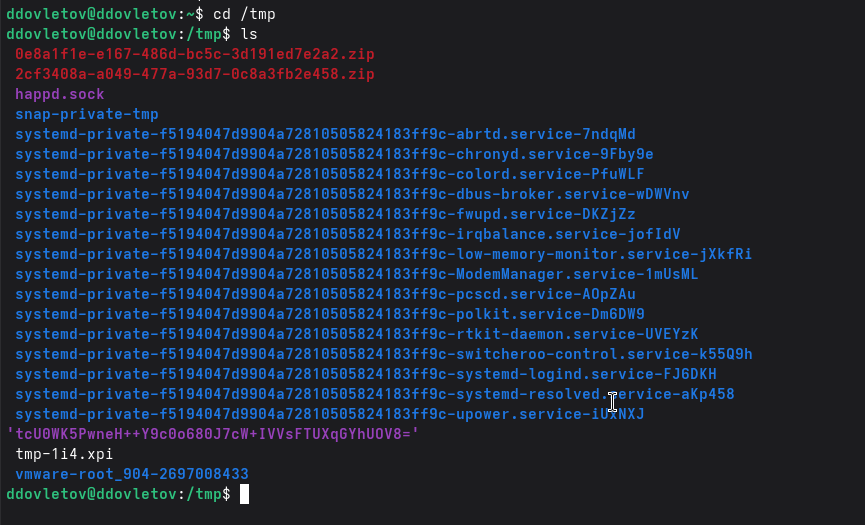 ddovletov@ddovletov:~$ cd /tmp
ddovletov@ddovletov:/tmp$ ls
0e8a1f1e-e167-486d-bc5c-3d191ed7e2a2.zip
2cf3408a-a049-477a-93d7-0c8a3fb2e458.zip
happd.sock
snap-private-tmp
systemd-private-f5194047d9904a72810505824183ff9c-abrtd.service-7ndqMd
systemd-private-f5194047d9904a72810505824183ff9c-chronyd.service-9Fby9e
systemd-private-f5194047d9904a72810505824183ff9c-colord.service-PfuWLF
systemd-private-f5194047d9904a72810505824183ff9c-dbus-broker.service-wDWVnv
systemd-private-f5194047d9904a72810505824183ff9c-fwupd.service-DKZjZz
systemd-private-f5194047d9904a72810505824183ff9c-irqbalance.service-jofIdV
systemd-private-f5194047d9904a72810505824183ff9c-low-memory-monitor.service-jXkfRi
systemd-private-f5194047d9904a72810505824183ff9c-ModemManager.service-1mUsML
systemd-private-f5194047d9904a72810505824183ff9c-pcscd.service-AOpZAu
systemd-private-f5194047d9904a72810505824183ff9c-polkit.service-Dm6DW9
systemd-private-f5194047d9904a72810505824183ff9c-rtkit-daemon.service-UVEYzK
systemd-private-f5194047d9904a72810505824183ff9c-switcheroo-control.service-k55Q9h
systemd-private-f5194047d9904a72810505824183ff9c-systemd-logind.service-FJ6DKH
systemd-private-f5194047d9904a72810505824183ff9c-systemd-resolved.service-aKp458
systemd-private-f5194047d9904a72810505824183ff9c-upower.service-iUxNXJ
'tcU0WK5PwneH++Y9c0o680J7cW+IVVsFTUXqGYhUOV8='
tmp-1i4.xpi
vmware-root_904-2697008433
ddovletov@ddovletov:/tmp$